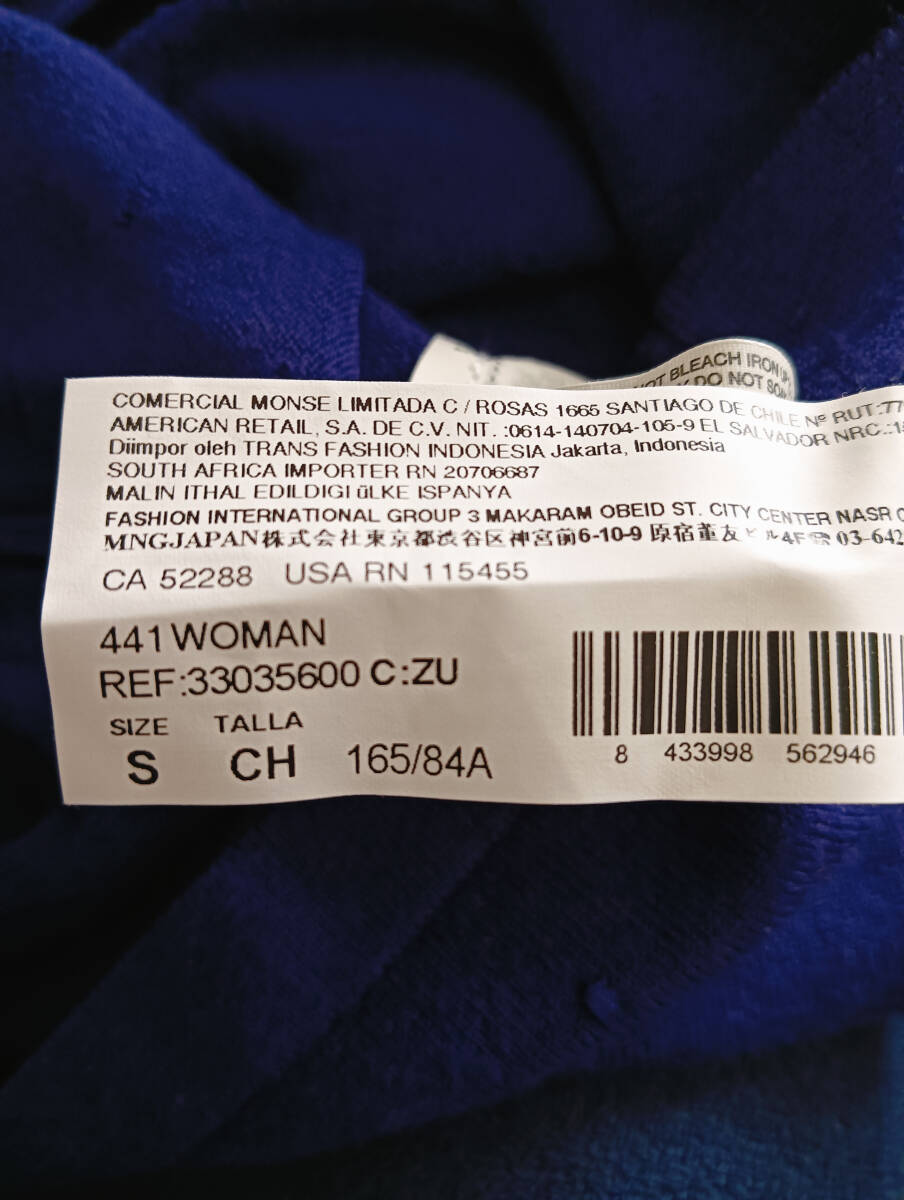 NOT BLEACH IRON
DO NOT
COMERCIAL MONSE LIMITADA C / ROSAS 1665 SANTIAGO DE CHILE Nº RUT:77
AMERICAN RETAIL, S.A. DE C.V. NIT. :0614-140704-105-9 EL SALVADOR NRC.:1
Diimpor oleh TRANS FASHION INDONESIA Jakarta, Indonesia
SOUTH AFRICA IMPORTER RN 20706687
MALIN ITHAL EDILDIGI üLKE ISPANYA
FASHION INTERNATIONAL GROUP 3 MAKARAM OBEID ST. CITY CENTER NASR
MNGJAPAN株式会社東京都渋谷区神宮前6-10-9 原宿董友ビル4F☎03-642
CA 52288 USA RN 115455
441 WOMAN
REF:33035600 C:ZU
SIZE TALLA
S CH 165/84A
8 433998 562946